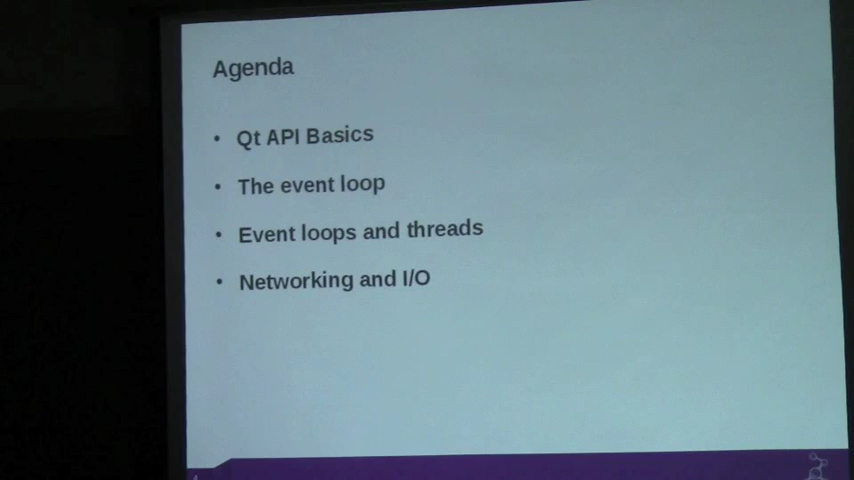 Agenda
• Qt API Basics
• The event loop
• Event loops and threads
• Networking and I/O